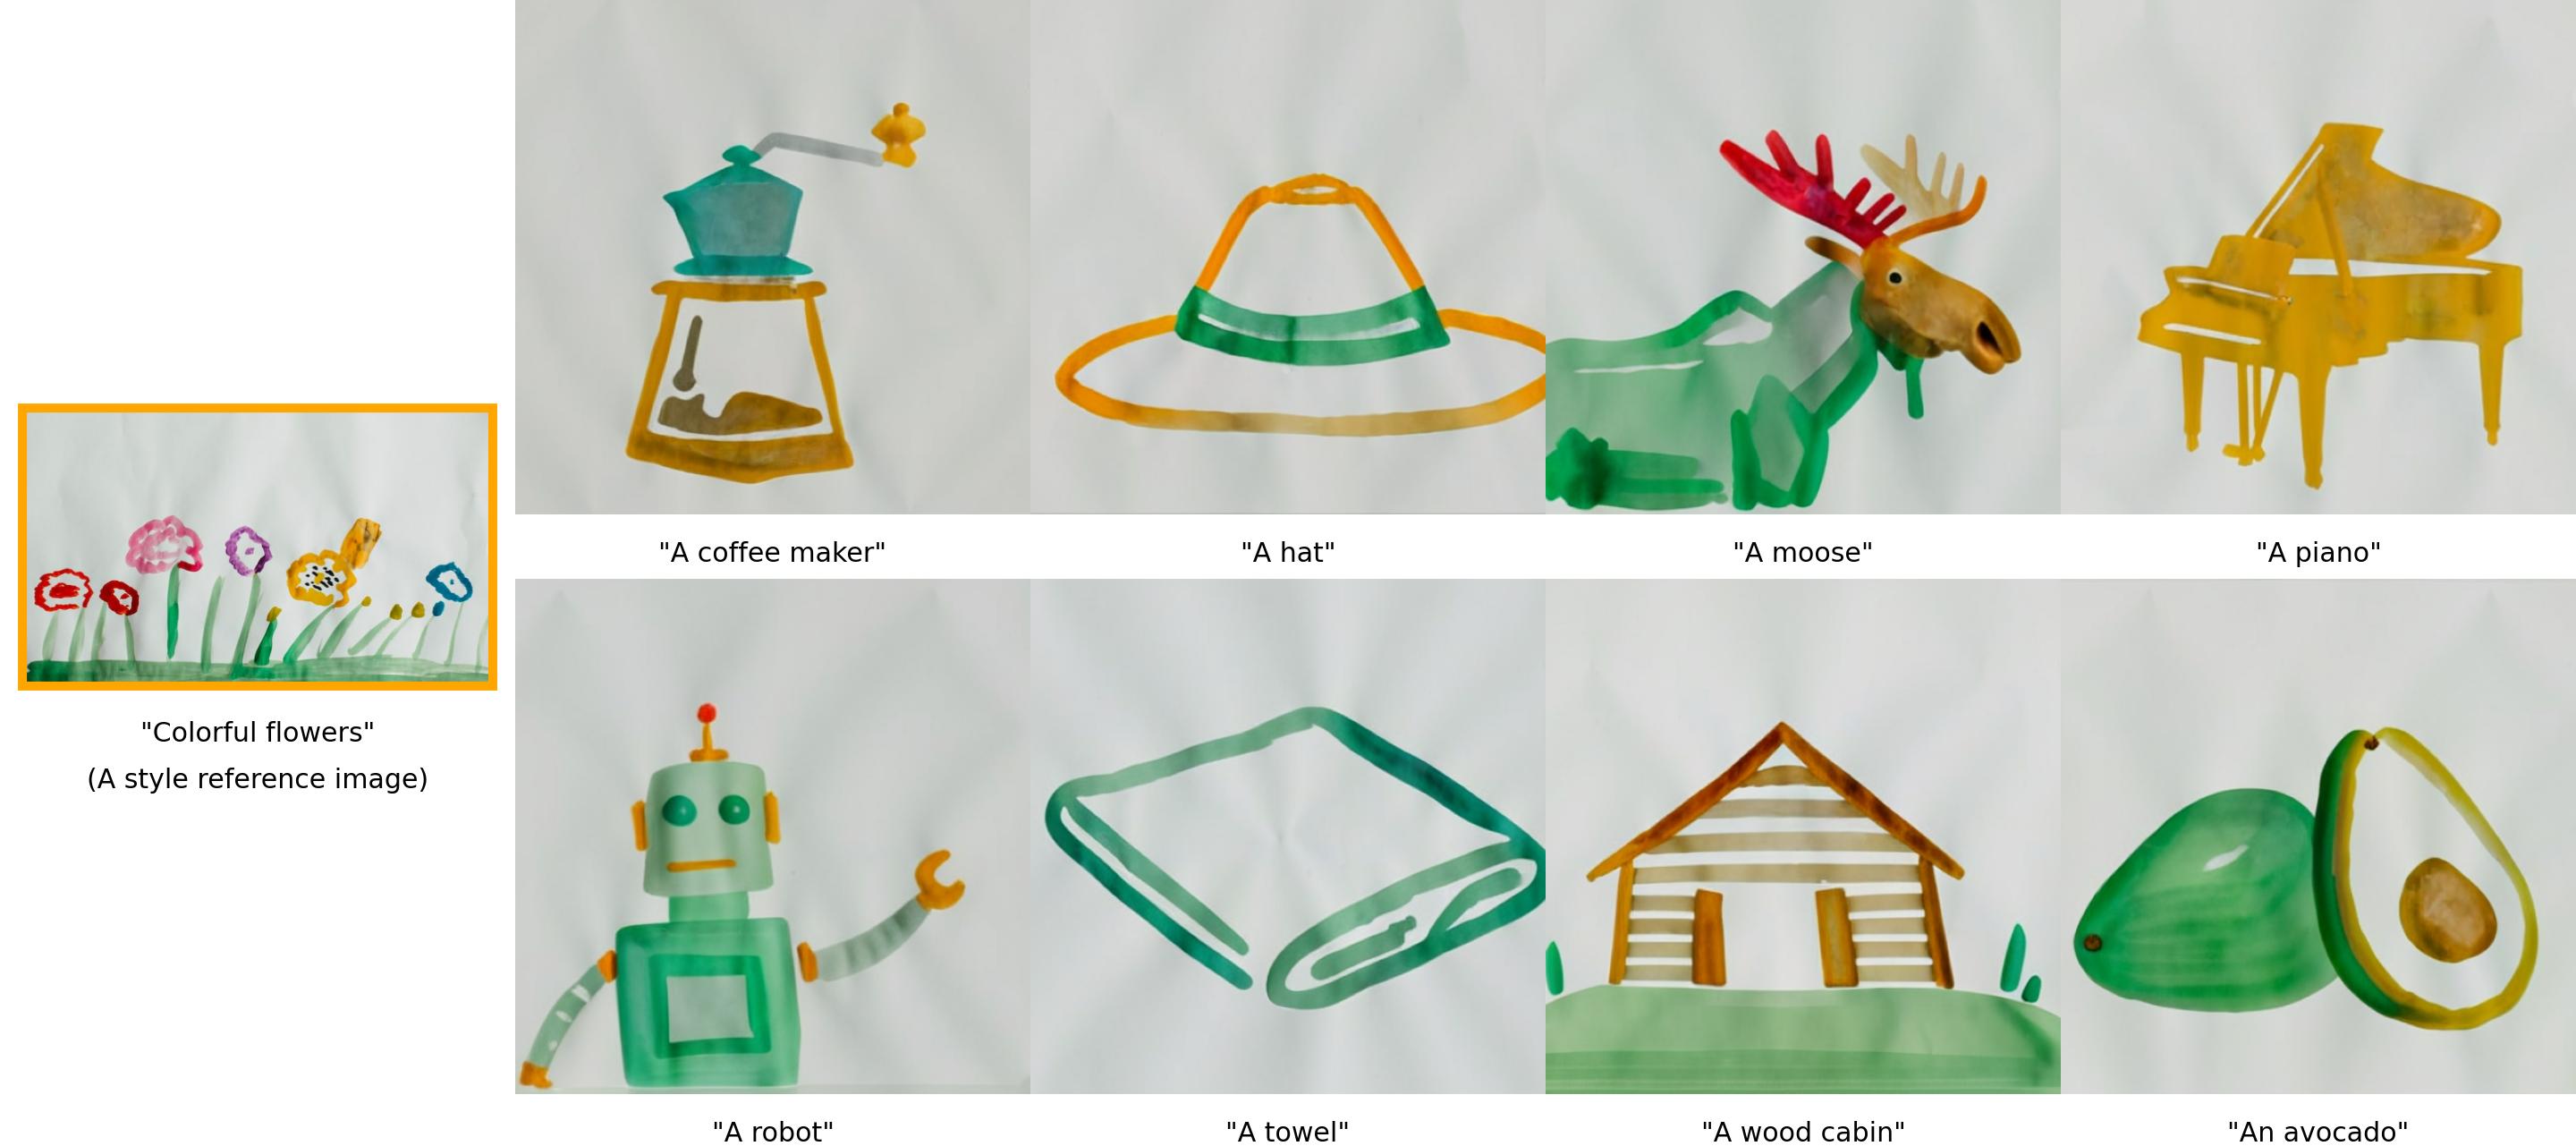 "Colorful flowers"
(A style reference image)
"A coffee maker"
"A hat"
"A moose"
"A piano"
"A robot"
"A towel"
"A wood cabin"
"An avocado"